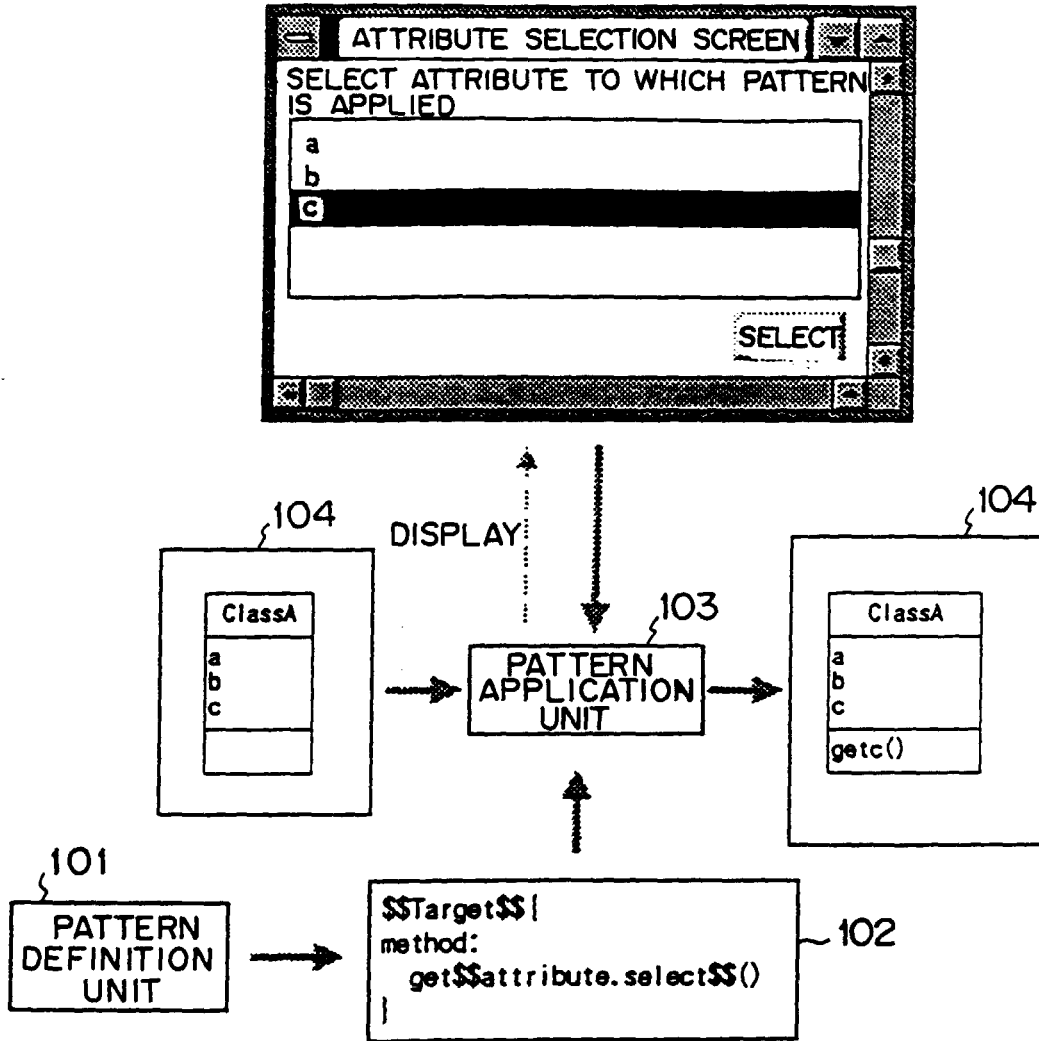 ATTRIBUTE SELECTION SCREEN
SELECT ATTRIBUTE TO WHICH PATTERN
IS APPLIED
a
b
c
SELECT
DISPLAY
104
ClassA
a
b
c
103
PATTERN
APPLICATION
UNIT
104
ClassA
a
b
c
getc()
101
PATTERN
DEFINITION
UNIT
$$Target$${
method:
get$$attribute.select$$()
}
102